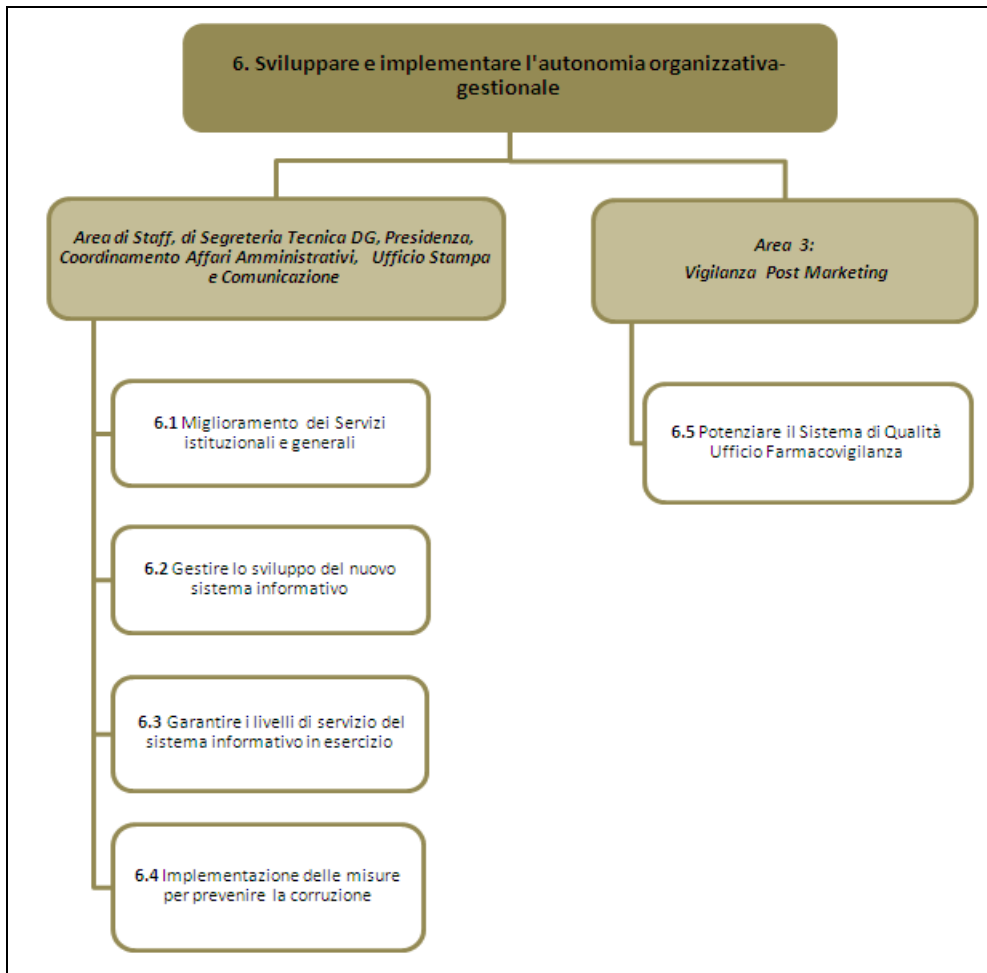 6. Sviluppare e implementare l'autonomia organizzativa-
gestionale
Area di Staff, di Segreteria Tecnica DG, Presidenza,
Coordinamento Affari Amministrativi, Ufficio Stampa
e Comunicazione
6.1 Miglioramento dei Servizi
istituzionali e generali
6.2 Gestire lo sviluppo del nuovo
sistema informativo
6.3 Garantire i livelli di servizio del
sistema informativo in esercizio
6.4 Implementazione delle misure
per prevenire la corruzione
Area 3:
Vigilanza Post Marketing
6.5 Potenziare il Sistema di Qualità
Ufficio Farmacovigilanza